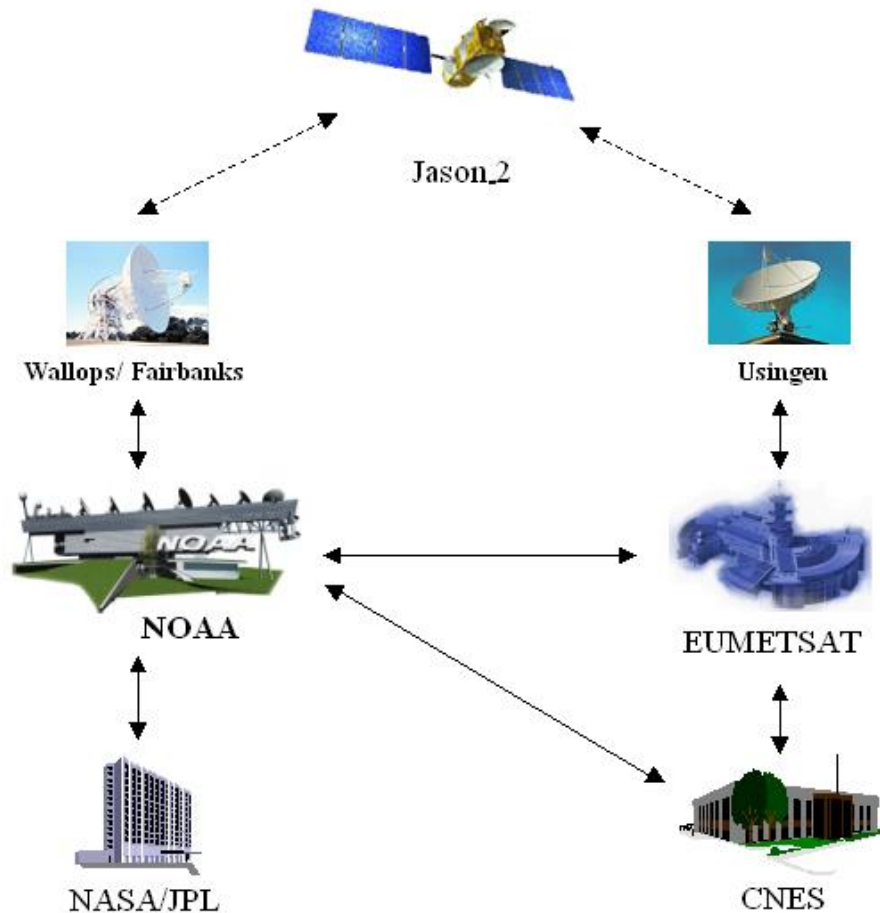 Jason_2
Wallops/ Fairbanks
Usingen
NOAA
NOAA
EUMETSAT
NASA/JPL
CNES